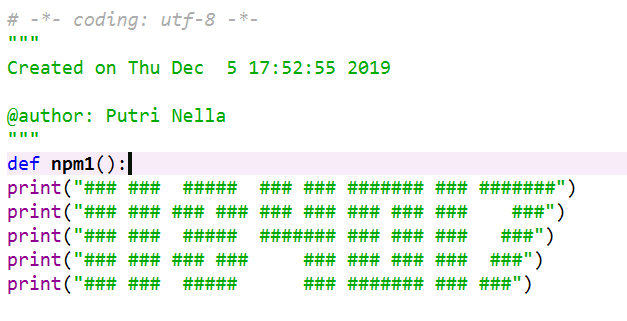 # -*- coding: utf-8 -*-
"""
Created on Thu Dec  5 17:52:55 2019

@author: Putri Nella
"""
def npm1():
print("### ###  #####  ### ### ####### ### #######")
print("### ### ### ### ### ### ### ### ###    ###")
print("### ###  #####  ####### ### ### ###   ###")
print("### ### ### ###     ### ### ### ###  ###")
print("### ###  #####      ### ####### ### ###")